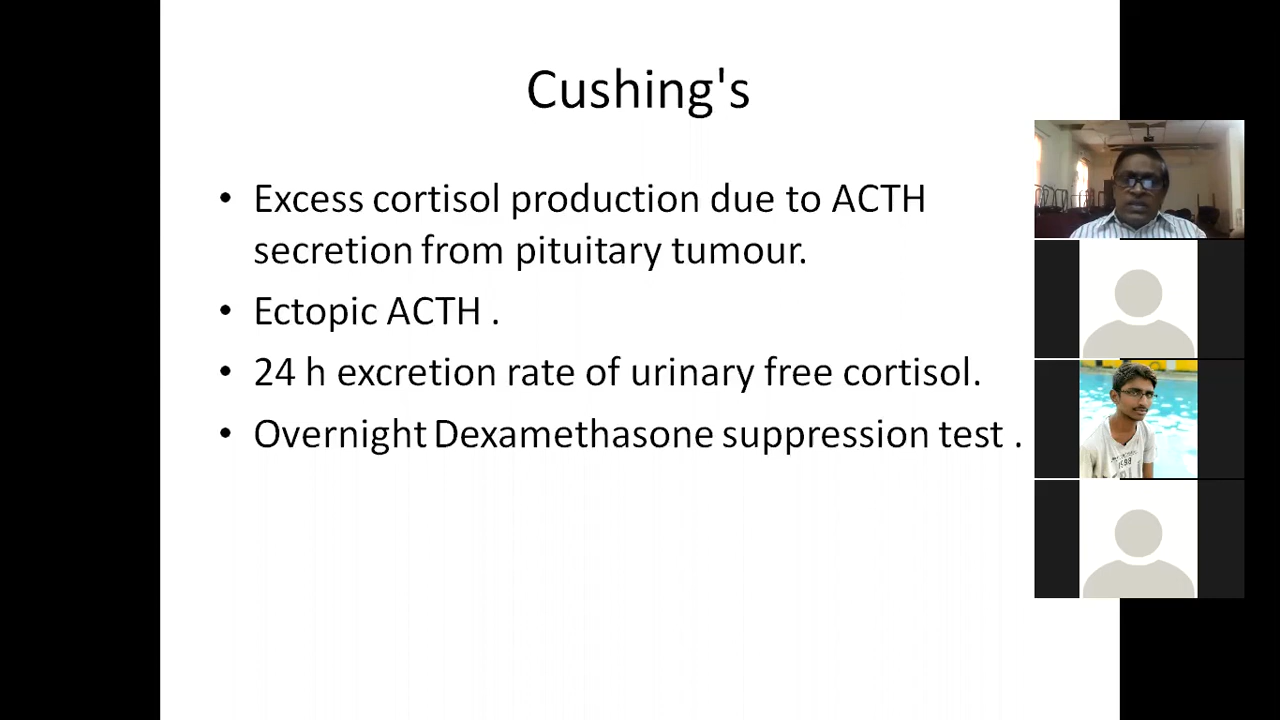 Cushing's
• Excess cortisol production due to ACTH
secretion from pituitary tumour.
• Ectopic ACTH .
• 24 h excretion rate of urinary free cortisol.
• Overnight Dexamethasone suppression test .